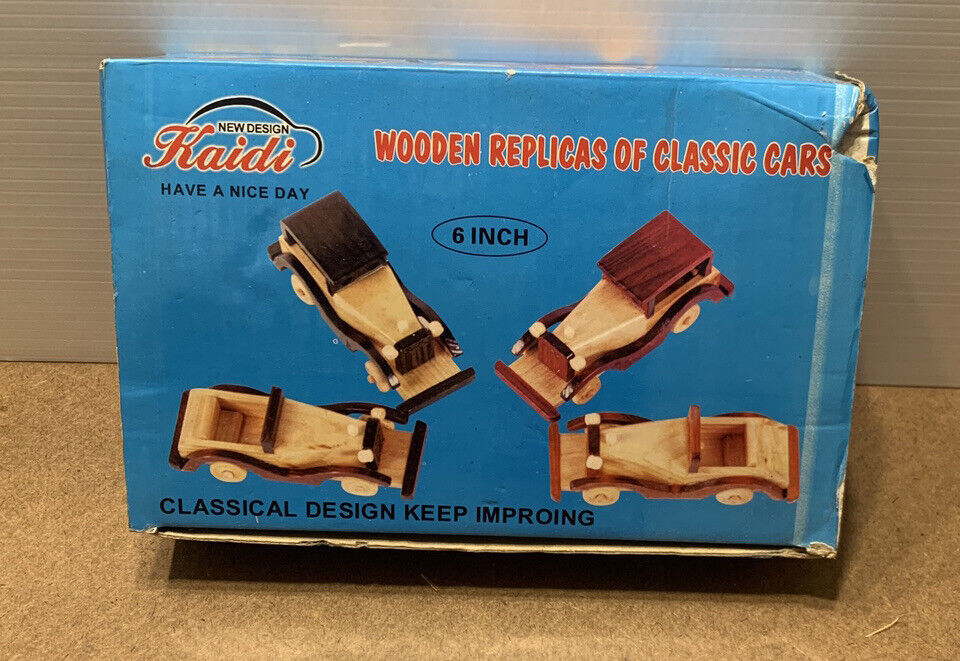 NEW DESIGN
Kaidi
HAVE A NICE DAY
WOODEN REPLICAS OF CLASSIC CARS
6 INCH
CLASSICAL DESIGN KEEP IMPROING